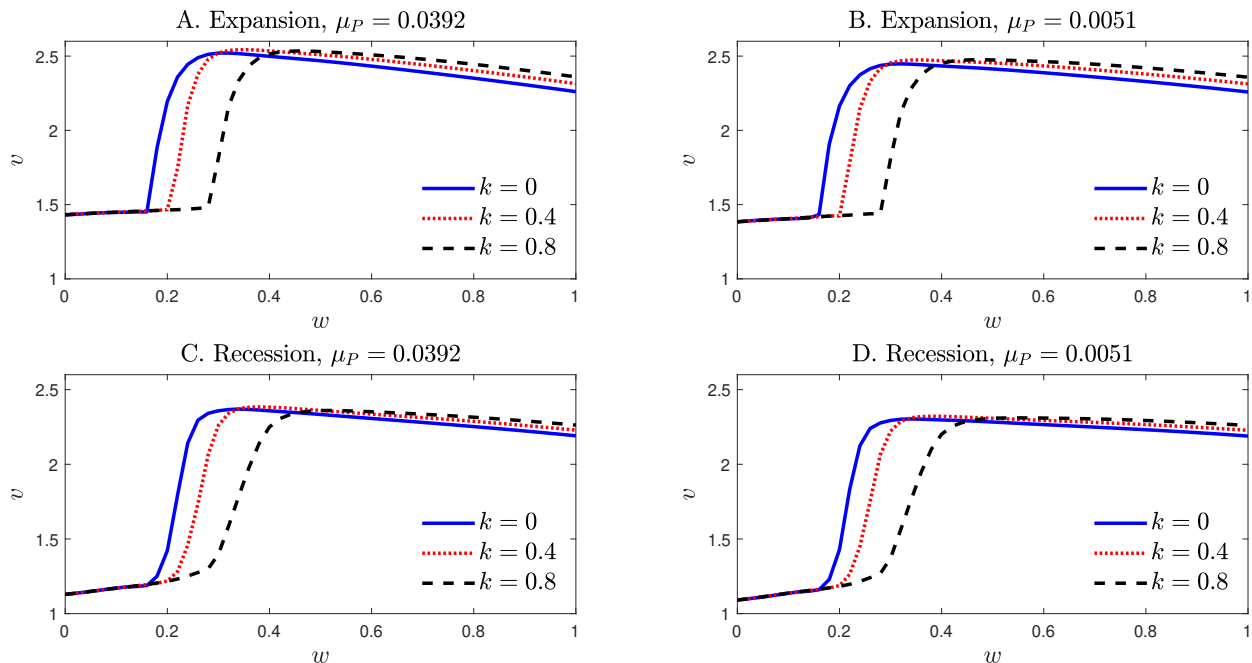 A. Expansion, μ_P = 0.0392
2.5
2
1.5
1
v
0
0.2
0.4
0.6
0.8
1
w
k = 0
k = 0.4
k = 0.8
B. Expansion, μ_P = 0.0051
2.5
2
1.5
1
v
0
0.2
0.4
0.6
0.8
1
w
k = 0
k = 0.4
k = 0.8
C. Recession, μ_P = 0.0392
2.5
2
1.5
1
v
0
0.2
0.4
0.6
0.8
1
w
k = 0
k = 0.4
k = 0.8
D. Recession, μ_P = 0.0051
2.5
2
1.5
1
v
0
0.2
0.4
0.6
0.8
1
w
k = 0
k = 0.4
k = 0.8